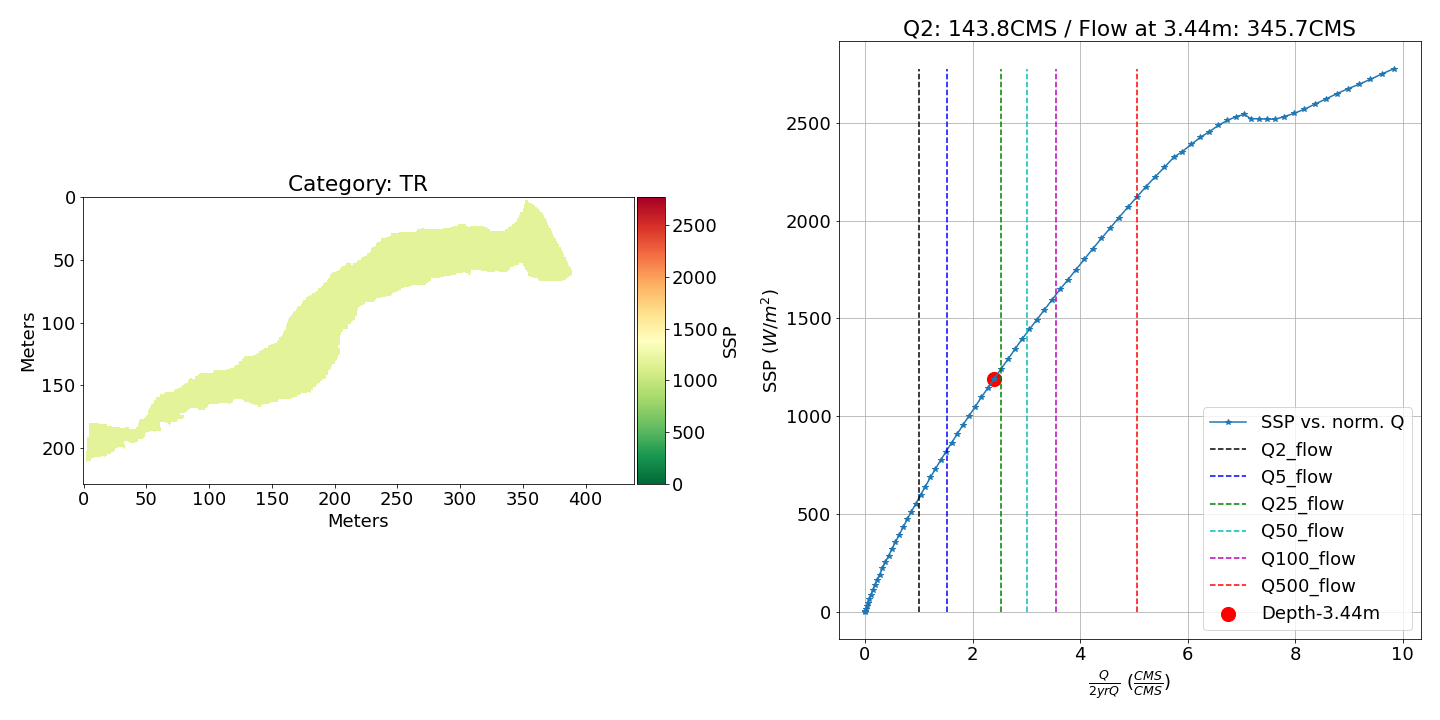 Category: TR
0
50
100
150
200
Meters
0 50 100 150 200 250 300 350 400
Meters
2500
2000
1500
1000
500
0
SSP
Q2: 143.8CMS / Flow at 3.44m: 345.7CMS
2500
2000
1500
1000
500
0
SSP (W/m²)
SSP vs. norm. Q
Q2_flow
Q5_flow
Q25_flow
Q50_flow
Q100_flow
Q500_flow
Depth-3.44m
0 2 4 6 8 10
Q/2yrQ (CMS/CMS)